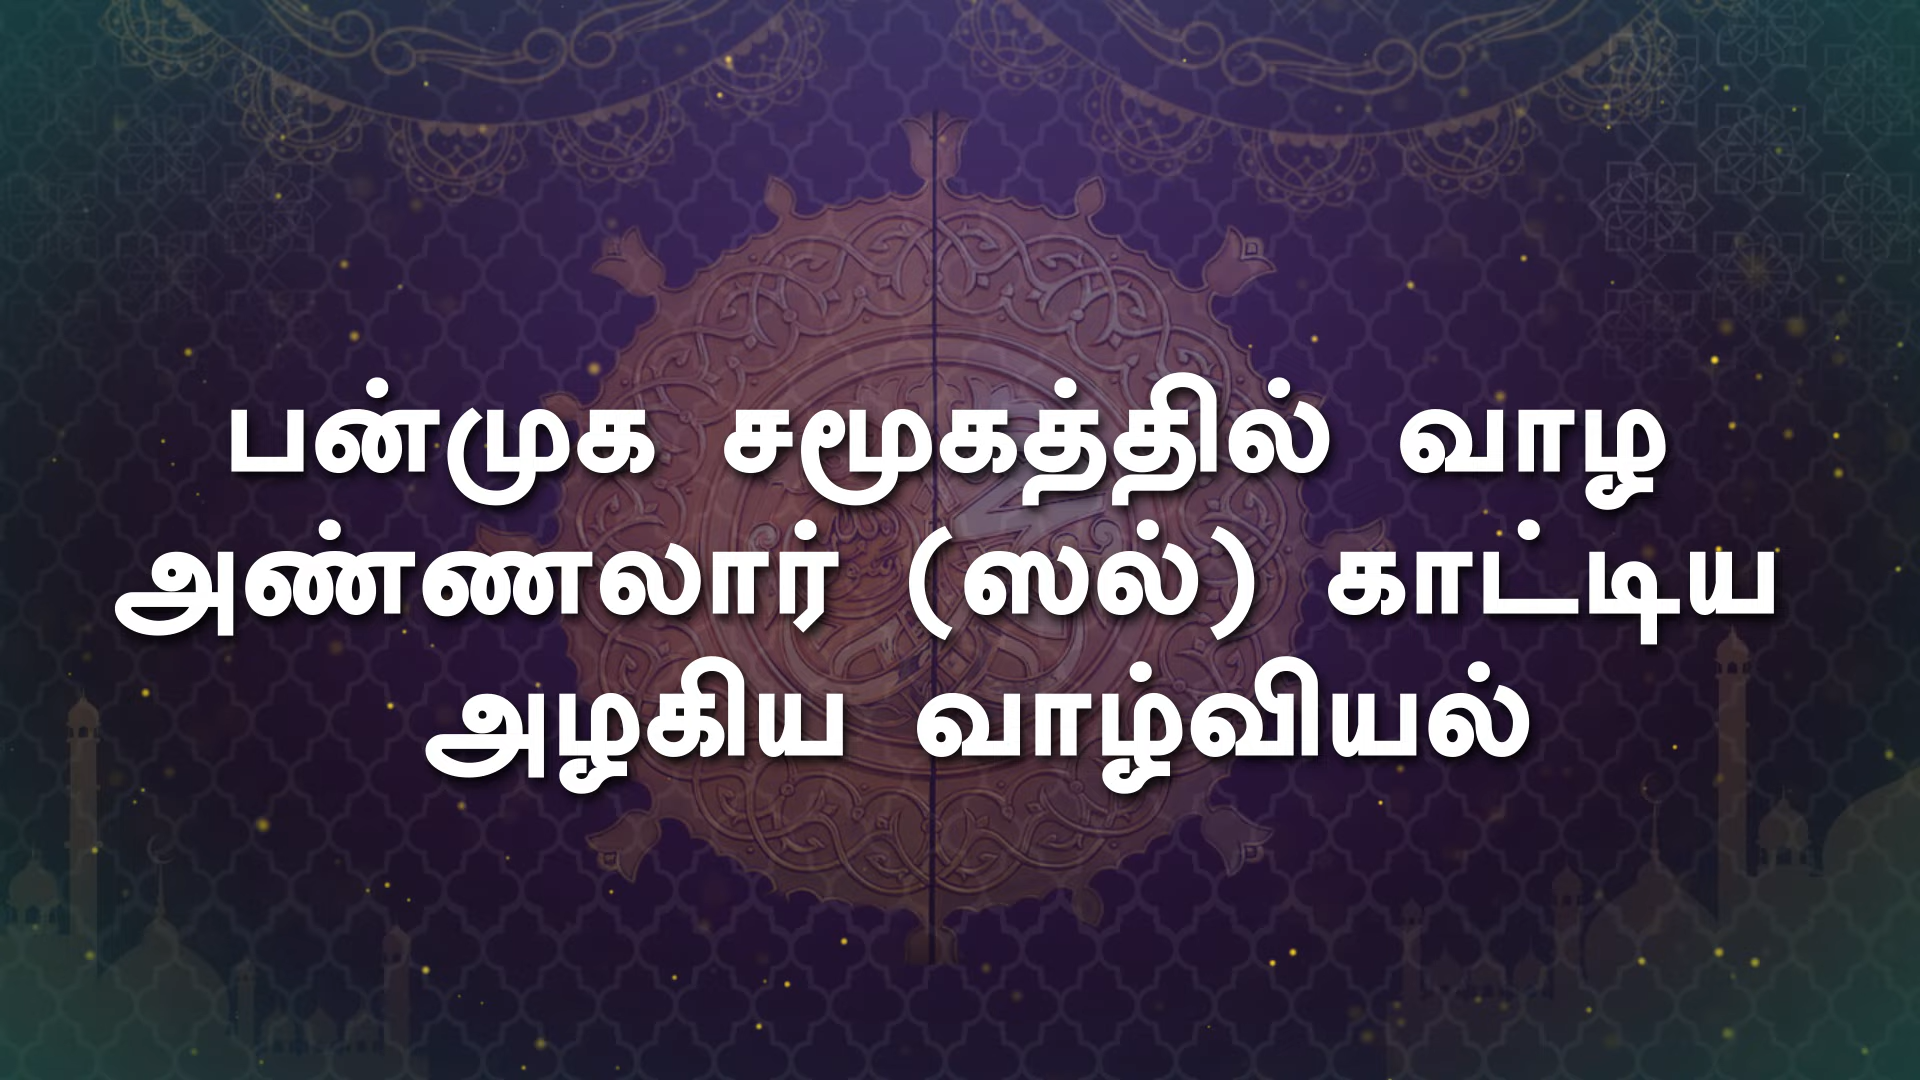 பன்முக சமூகத்தில் வாழ
அண்ணலார் (ஸல்) காட்டிய
அழகிய வாழ்வியல்